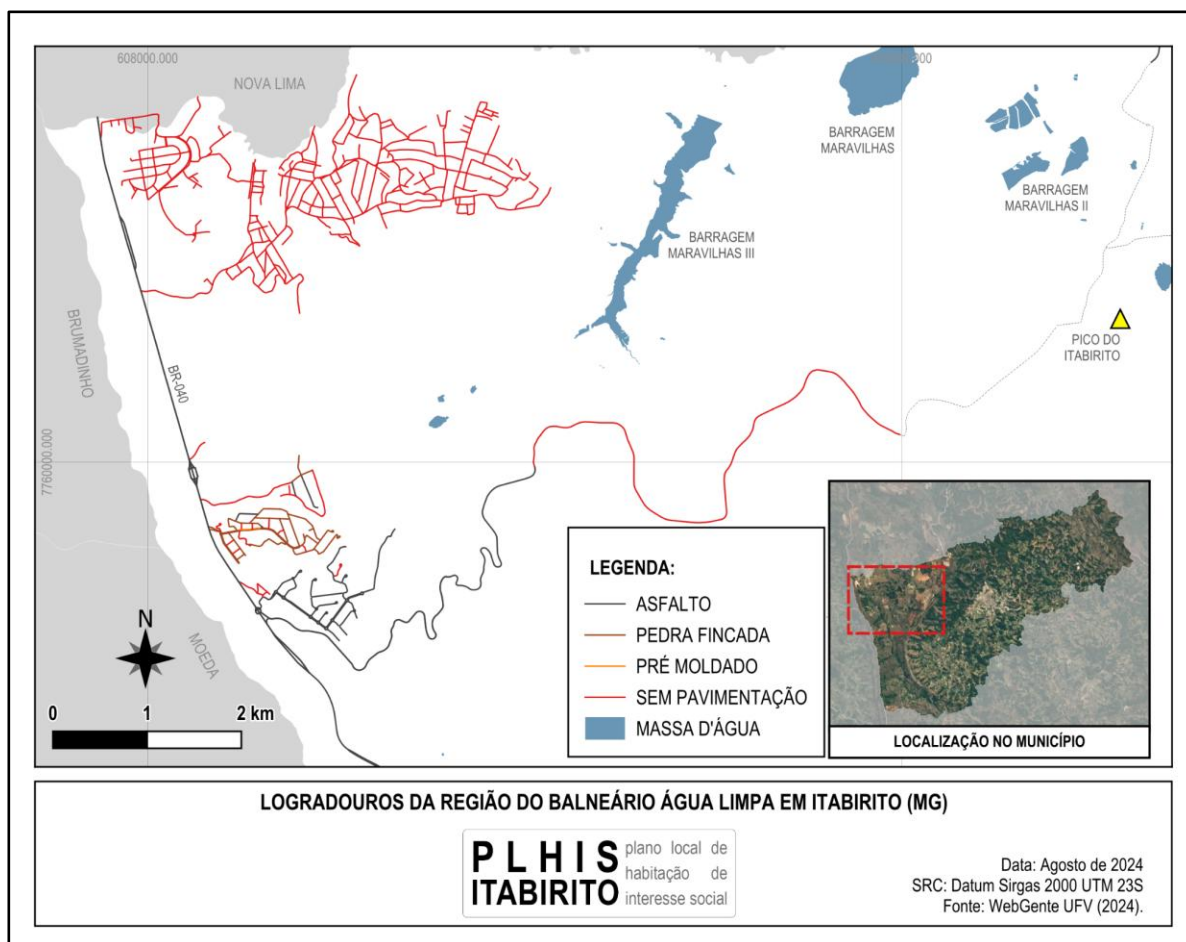 608000.000
000
NOVA LIMA
BARRAGEM
MARAVILHAS
BARRAGEM
MARAVILHAS II
BARRAGEM
MARAVILHAS III
BRUMADINHO
BR-040
PICO DO
ITABIRITO
7760000.000
N
MOEDA
0 1 2 km
LEGENDA:
ASFALTO
PEDRA FINCADA
PRÉ MOLDADO
SEM PAVIMENTAÇÃO
MASSA D'ÁGUA
LOCALIZAÇÃO NO MUNICÍPIO
LOGRADOUROS DA REGIÃO DO BALNEÁRIO ÁGUA LIMPA EM ITABIRITO (MG)
PLHIS
ITABIRITO
plano local de
habitação de
interesse social
Data: Agosto de 2024
SRC: Datum Sirgas 2000 UTM 23S
Fonte: WebGente UFV (2024).